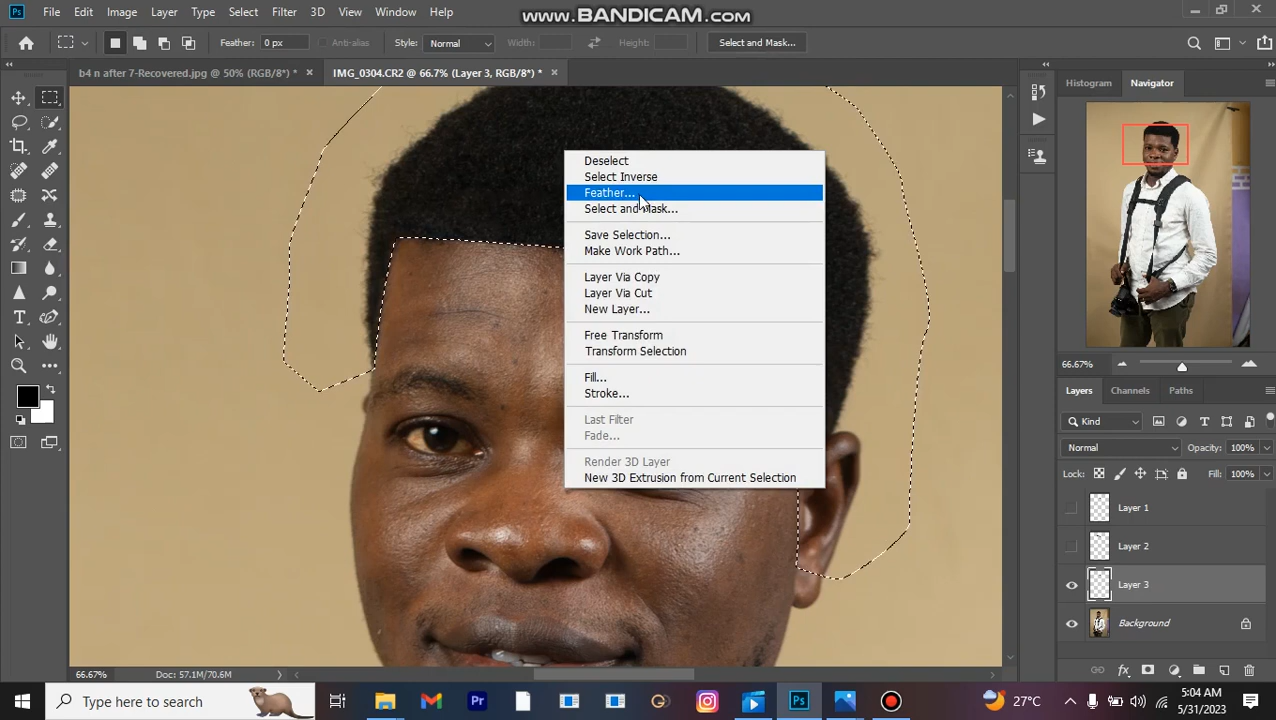 www.BANDICAM.com
Ps File Edit Image Layer Type Select Filter 3D View Window Help
Feather: 0 px Anti-alias Style: Normal Width: Height: Select and Mask...
b4 n after 7-Recovered.jpg @ 50% (RGB/8*) * × IMG_0304.CR2 @ 66.7% (Layer 3, RGB/8*) * ×
Histogram Navigator
Deselect
Select Inverse
Feather...
Select and Mask...
Save Selection...
Make Work Path...
Layer Via Copy
Layer Via Cut
New Layer...
Free Transform
Transform Selection
Fill...
Stroke...
Last Filter
Fade...
Render 3D Layer
New 3D Extrusion from Current Selection
66.67%
Layers Channels Paths
Kind
Normal Opacity: 100%
Lock: Fill: 100%
Layer 1
Layer 2
Layer 3
Background
66.67% Doc: 57.1M/70.6M
Type here to search
Pr
Ps
27°C
5:04 AM
5/31/2023